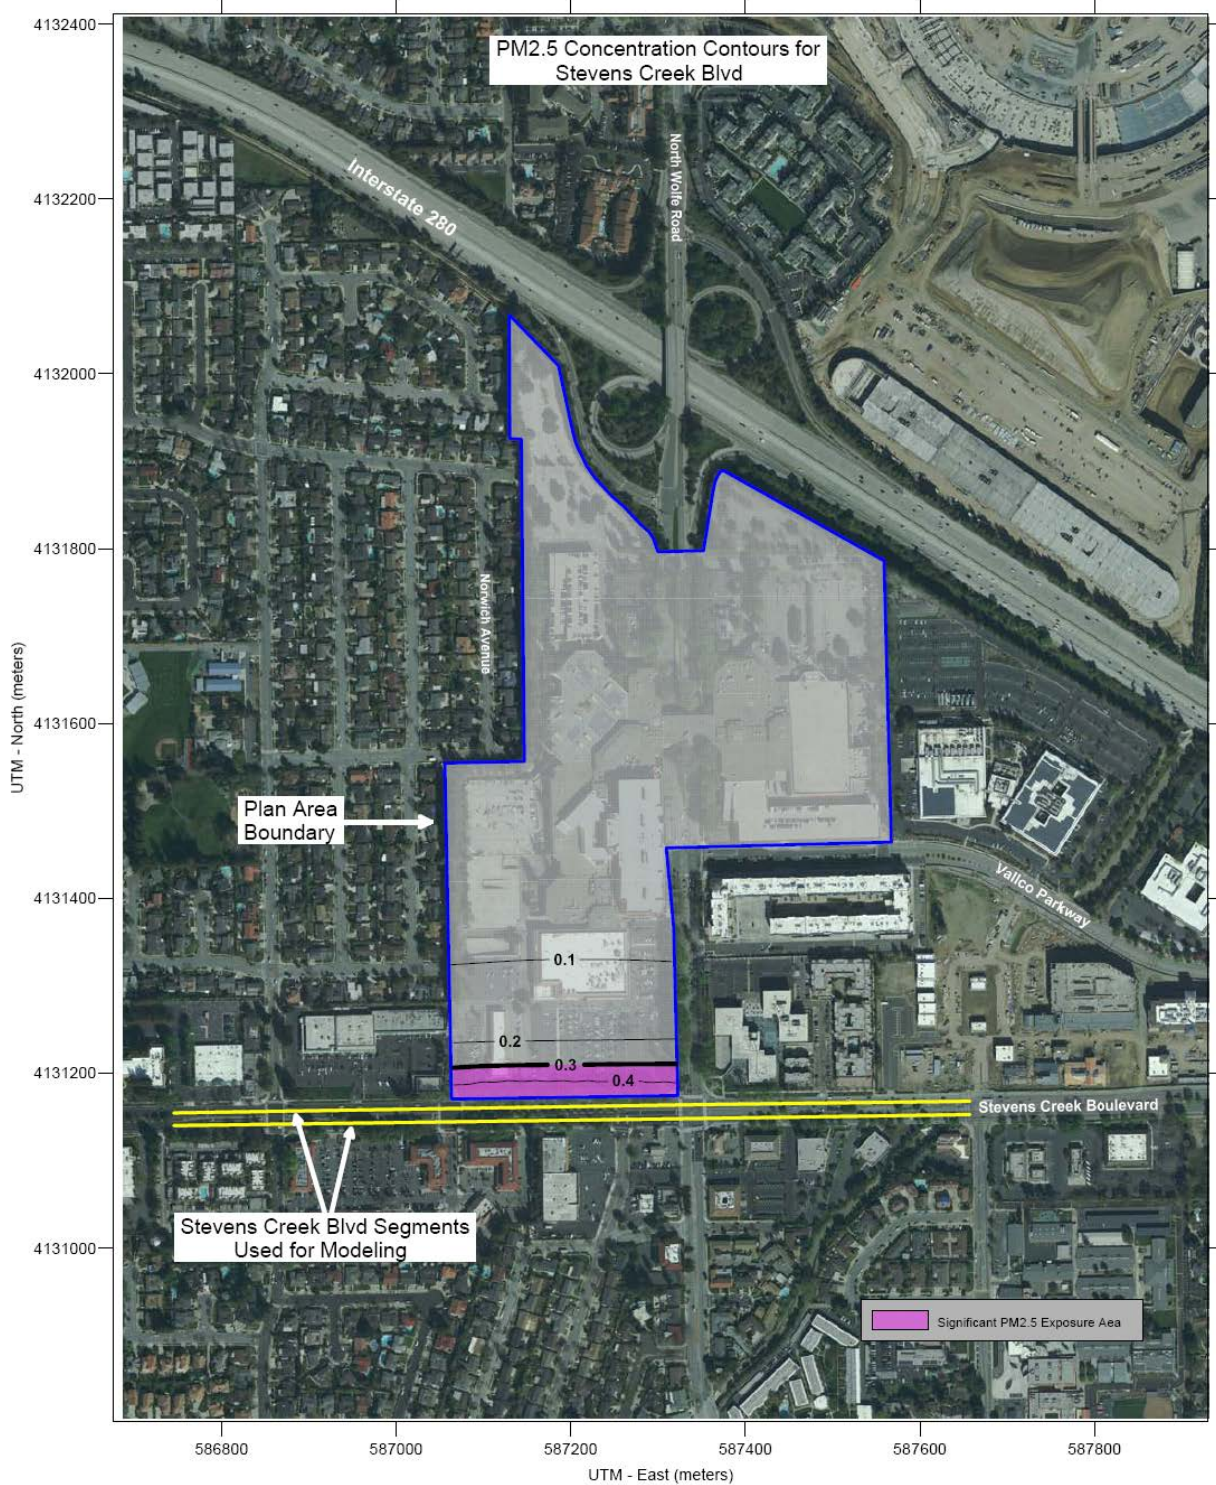 PM2.5 Concentration Contours for
Stevens Creek Blvd
4132400
4132200
4132000
4131800
4131600
4131400
4131200
4131000
UTM - North (meters)
Interstate 280
North Wolfe Road
Norwich Avenue
Plan Area
Boundary
Vallco Parkway
0.1
0.2
0.3
0.4
Stevens Creek Boulevard
Stevens Creek Blvd Segments
Used for Modeling
Significant PM2.5 Exposure Aea
586800
587000
587200
587400
587600
587800
UTM - East (meters)